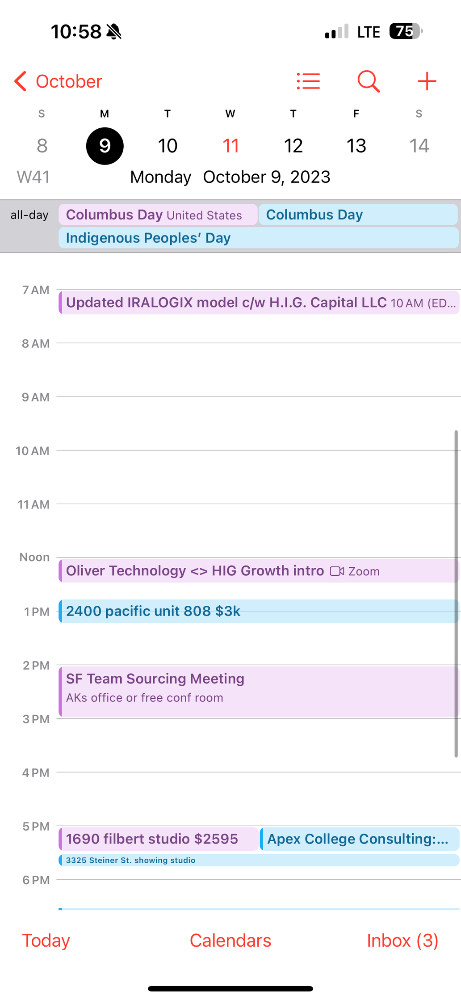 10:58 LTE 75
October
S M T W T F S
8 9 10 11 12 13 14
W41 Monday October 9, 2023
all-day Columbus Day United States Columbus Day
Indigenous Peoples’ Day
7 AM
Updated IRALOGIX model c/w H.I.G. Capital LLC 10 AM (ED...
8 AM
9 AM
10 AM
11 AM
Noon
Oliver Technology <> HIG Growth intro Zoom
1 PM 2400 pacific unit 808 $3k
2 PM
SF Team Sourcing Meeting
AKs office or free conf room
3 PM
4 PM
5 PM
1690 filbert studio $2595 Apex College Consulting:...
3325 Steiner St. showing studio
6 PM
Today Calendars Inbox (3)